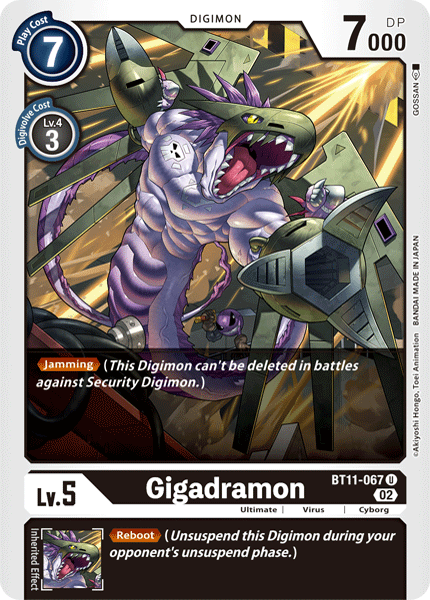 Play Cost
7
DIGIMON
7000
DP
Digivolve Cost
Lv.4
3
GOSSAN
©Akiyoshi Hongo, Toei Animation BANDAI MADE IN JAPAN
Jamming (This Digimon can't be deleted in battles
against Security Digimon.)
Lv.5
Gigadramon
BT11-067 U
02
Ultimate | Virus | Cyborg
Inherited Effect
Reboot (Unsuspend this Digimon during your
opponent's unsuspend phase.)